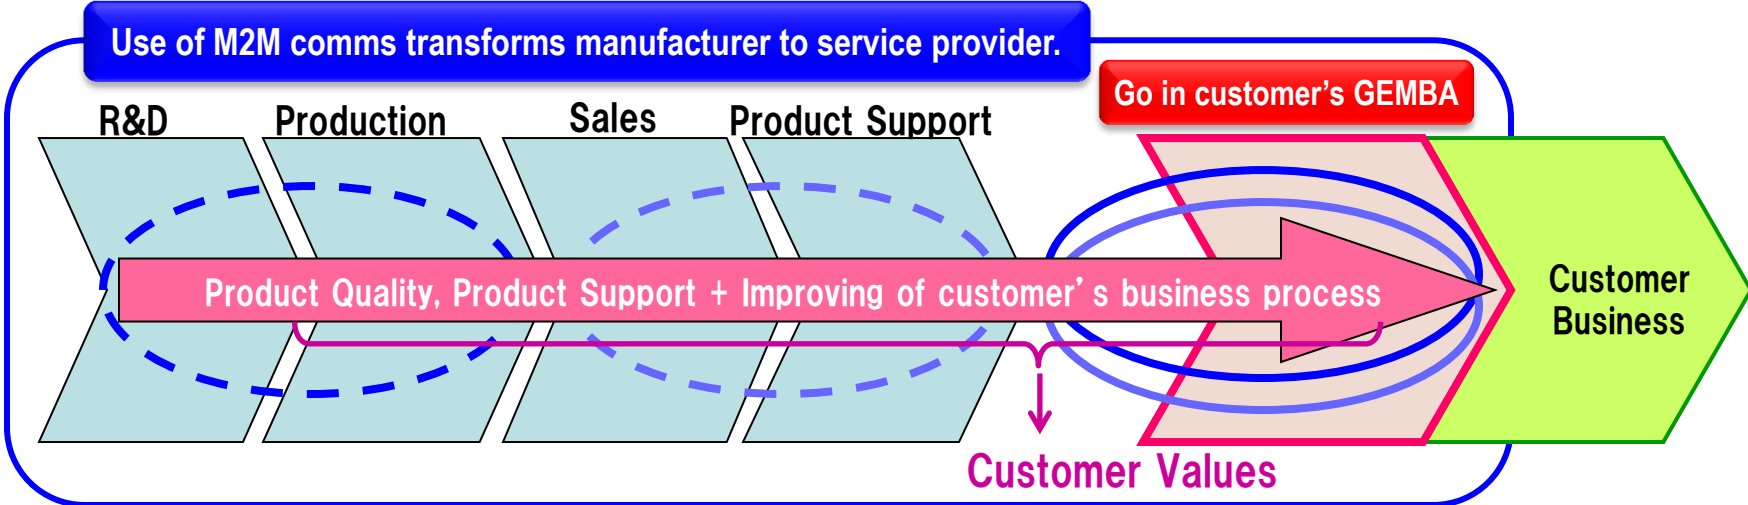 Use of M2M comms transforms manufacturer to service provider.
Go in customer's GEMBA
R&D
Production
Sales
Product Support
Product Quality, Product Support + Improving of customer's business process
Customer
Business
Customer Values